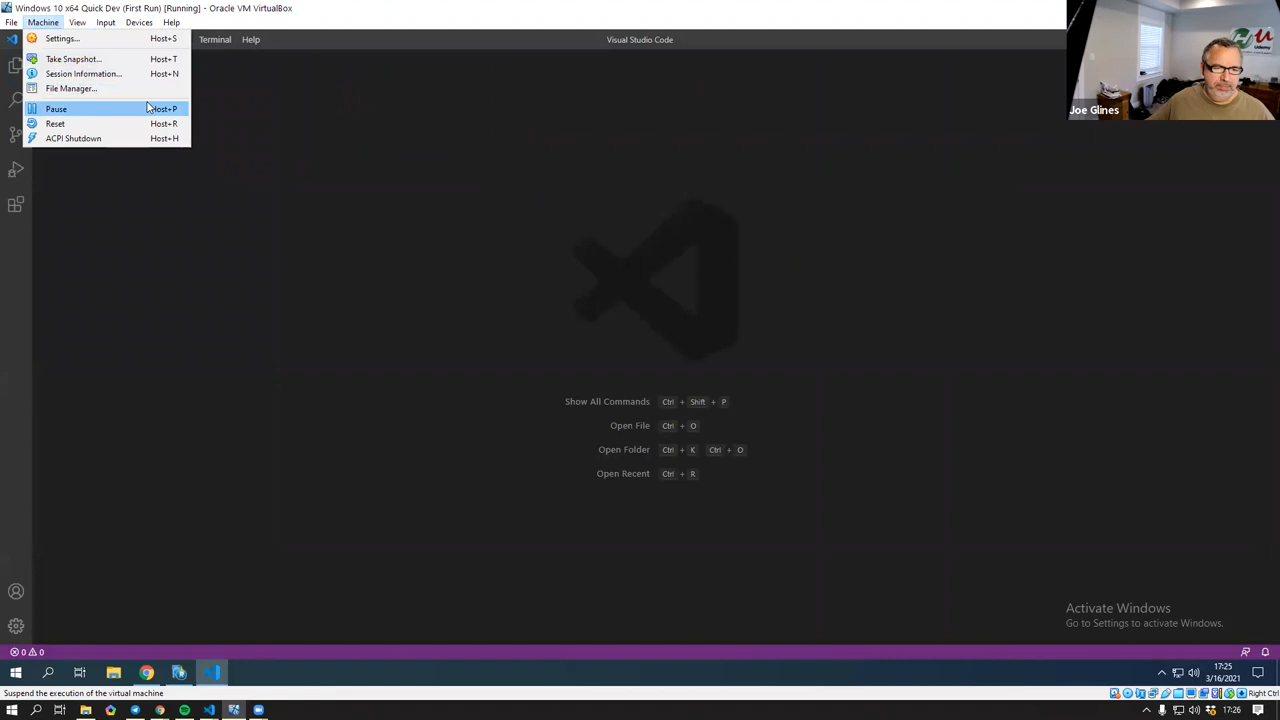 Windows 10 x64 Quick Dev (First Run) [Running] - Oracle VM VirtualBox
File Machine View Input Devices Help
Settings... Host+S
Terminal Help Visual Studio Code
Take Snapshot... Host+T
Session Information... Host+N
File Manager...
Pause Host+P
Reset Host+R
ACPI Shutdown Host+H
Joe Glines
Show All Commands Ctrl + Shift + P
Open File Ctrl + O
Open Folder Ctrl + K Ctrl + O
Open Recent Ctrl + R
Activate Windows
Go to Settings to activate Windows.
0 0
17:25
3/16/2021
Suspend the execution of the virtual machine
Right Ctrl
17:26